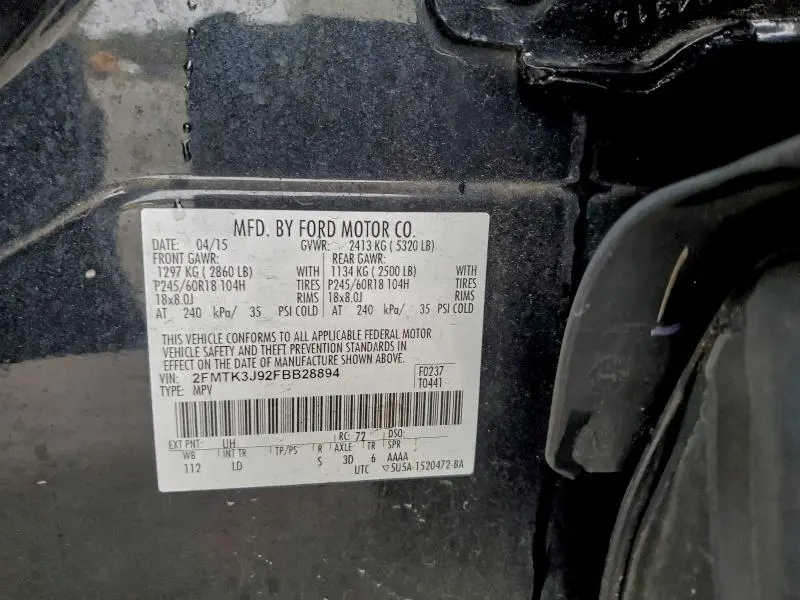 MFD. BY FORD MOTOR CO.
DATE: 04/15 GVWR: 2413 KG ( 5320 LB)
FRONT GAWR: REAR GAWR:
1297 KG ( 2860 LB) WITH 1134 KG ( 2500 LB) WITH
P245/60R18 104H TIRES P245/60R18 104H TIRES
18x8.0J RIMS 18x8.0J RIMS
AT 240 kPa/ 35 PSI COLD AT 240 kPa/ 35 PSI COLD
THIS VEHICLE CONFORMS TO ALL APPLICABLE FEDERAL MOTOR
VEHICLE SAFETY AND THEFT PREVENTION STANDARDS IN
EFFECT ON THE DATE OF MANUFACTURE SHOWN ABOVE.
VIN: 2FMTK3J92FBB28894 F0237
TYPE: MPV T0441
EXT PNT: UH RC: 72 DSO:
WB INT TR TP/PS R AXLE TR SPR
112 LD S 3D 6 AAAA
UTC ▽5U5A-1520472-BA